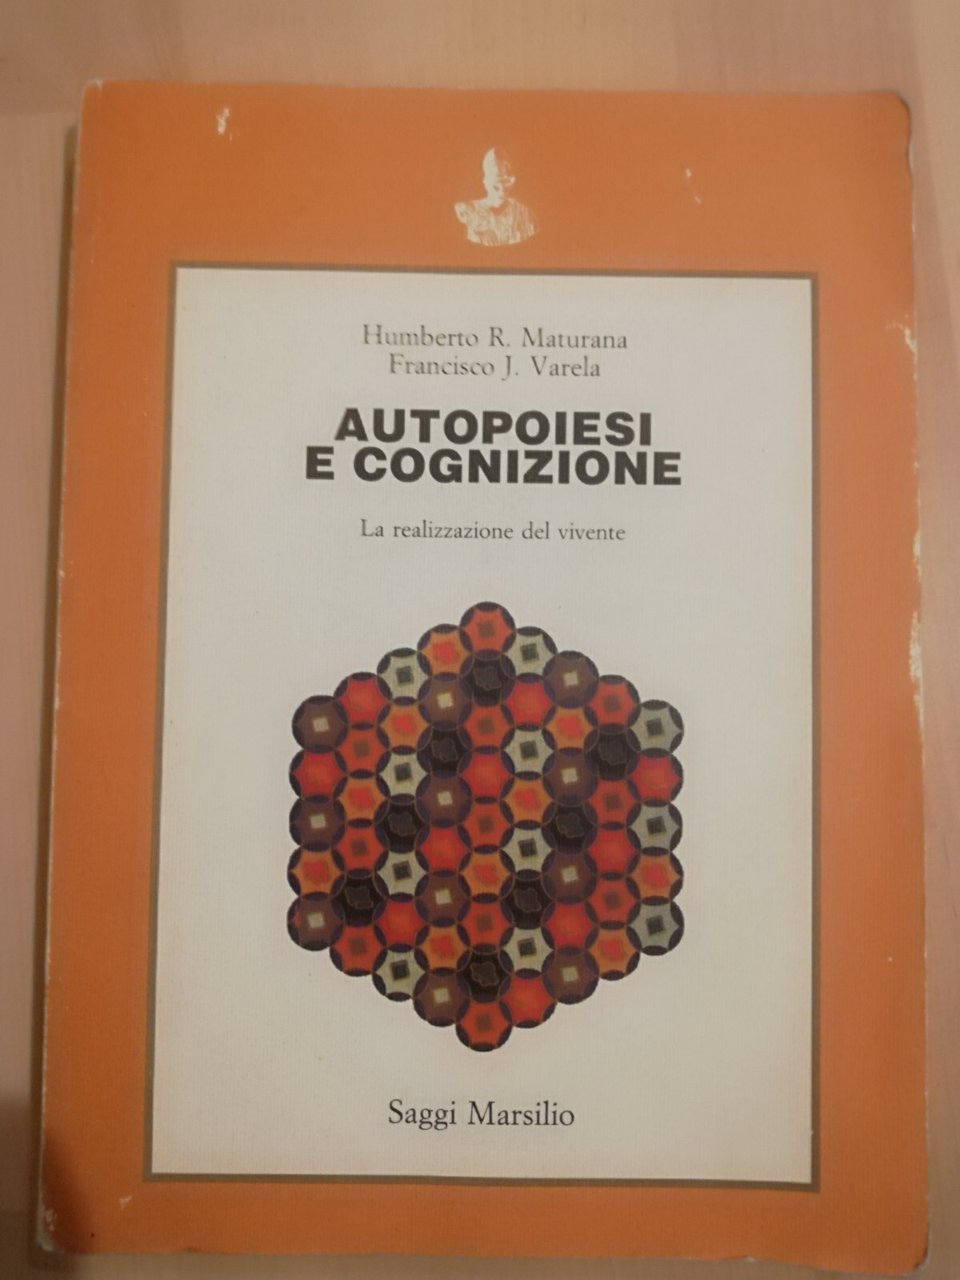 Humberto R. Maturana
Francisco J. Varela
AUTOPOIESI
E COGNIZIONE
La realizzazione del vivente
Saggi Marsilio